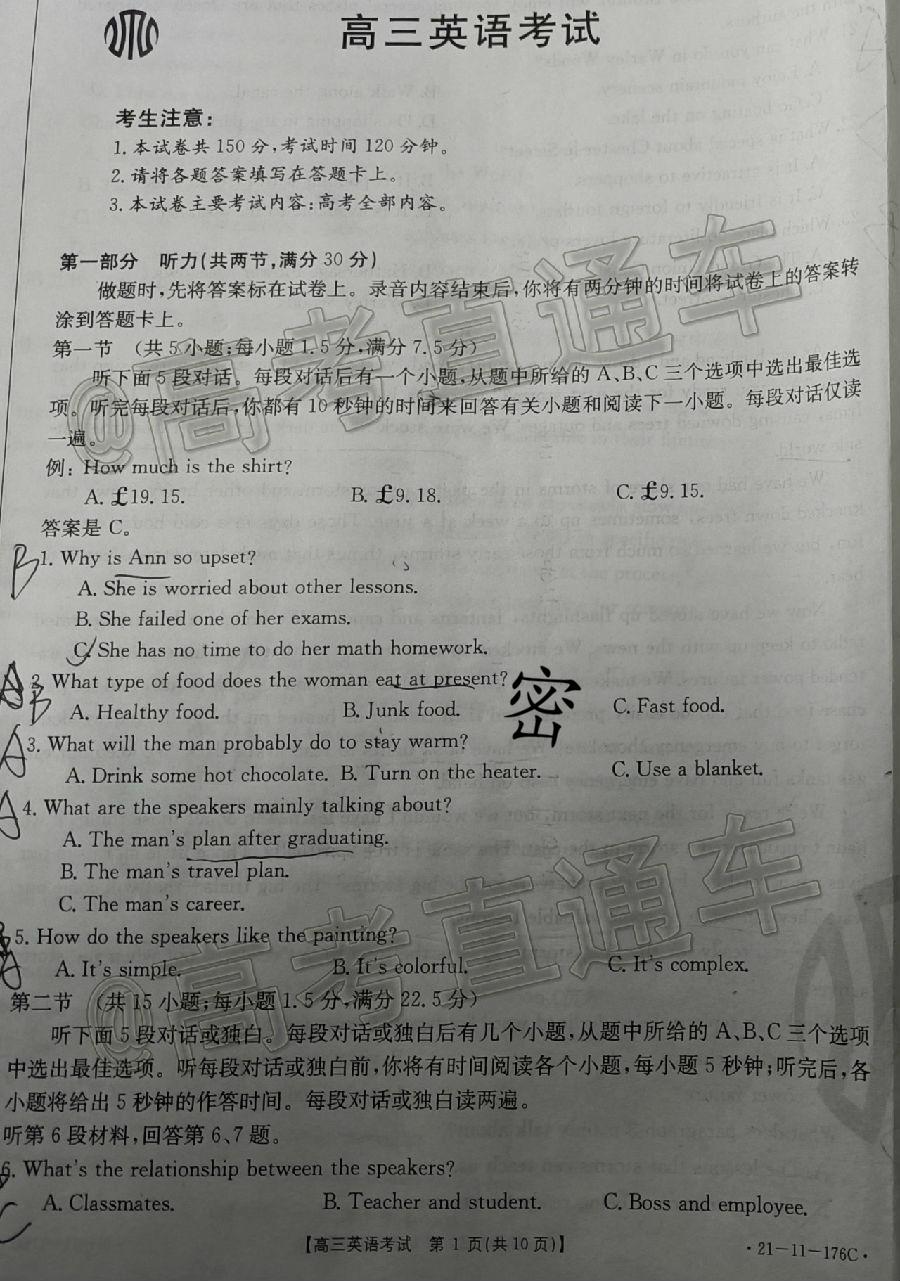 高三英语考试
考生注意:
1. 本试卷共 150 分,考试时间 120 分钟。
2. 请将各题答案填写在答题卡上。
3. 本试卷主要考试内容:高考全部内容。
第一部分 听力(共两节,满分 30 分)
做题时,先将答案标在试卷上。录音内容结束后,你将有两分钟的时间将试卷上的答案转
涂到答题卡上。
第一节 (共 5 小题;每小题 1.5 分,满分 7.5 分)
听下面 5 段对话。每段对话后有一个小题,从题中所给的 A、B、C 三个选项中选出最佳选
项。听完每段对话后,你都有 10 秒钟的时间来回答有关小题和阅读下一小题。每段对话仅读
一遍。
@高考直通车
例: How much is the shirt?
A. £19.15. B. £9.18. C. £9.15.
答案是 C。
B 1. Why is Ann so upset?
A. She is worried about other lessons.
B. She failed one of her exams.
C. She has no time to do her math homework.
B 2. What type of food does the woman eat at present?
A. Healthy food. B. Junk food. C. Fast food.
密
A 3. What will the man probably do to stay warm?
A. Drink some hot chocolate. B. Turn on the heater. C. Use a blanket.
A 4. What are the speakers mainly talking about?
A. The man's plan after graduating.
B. The man's travel plan.
C. The man's career.
@高考直通车
A 5. How do the speakers like the painting?
A. It's simple. B. It's colorful. C. It's complex.
第二节 (共 15 小题;每小题 1.5 分,满分 22.5 分)
听下面 5 段对话或独白。每段对话或独白后有几个小题,从题中所给的 A、B、C 三个选项
中选出最佳选项。听每段对话或独白前,你将有时间阅读各个小题,每小题 5 秒钟;听完后,各
小题将给出 5 秒钟的作答时间。每段对话或独白读两遍。
听第 6 段材料,回答第 6、7 题。
6. What's the relationship between the speakers?
C A. Classmates. B. Teacher and student. C. Boss and employee.
【高三英语考试 第 1 页(共 10 页)】
·21-11-176C·